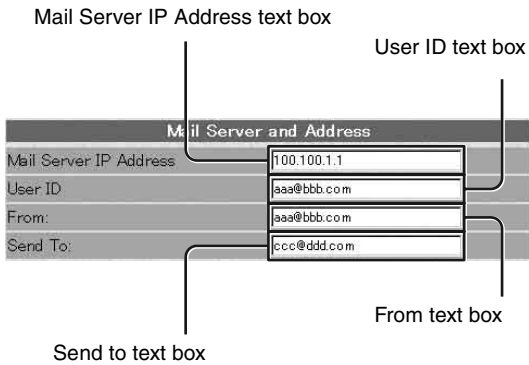 Mail Server IP Address text box
User ID text box
Mail Server and Address
Mail Server IP Address 100.100.1.1
User ID aaa@bbb.com
From: aaa@bbb.com
Send To: ccc@ddd.com
From text box
Send to text box